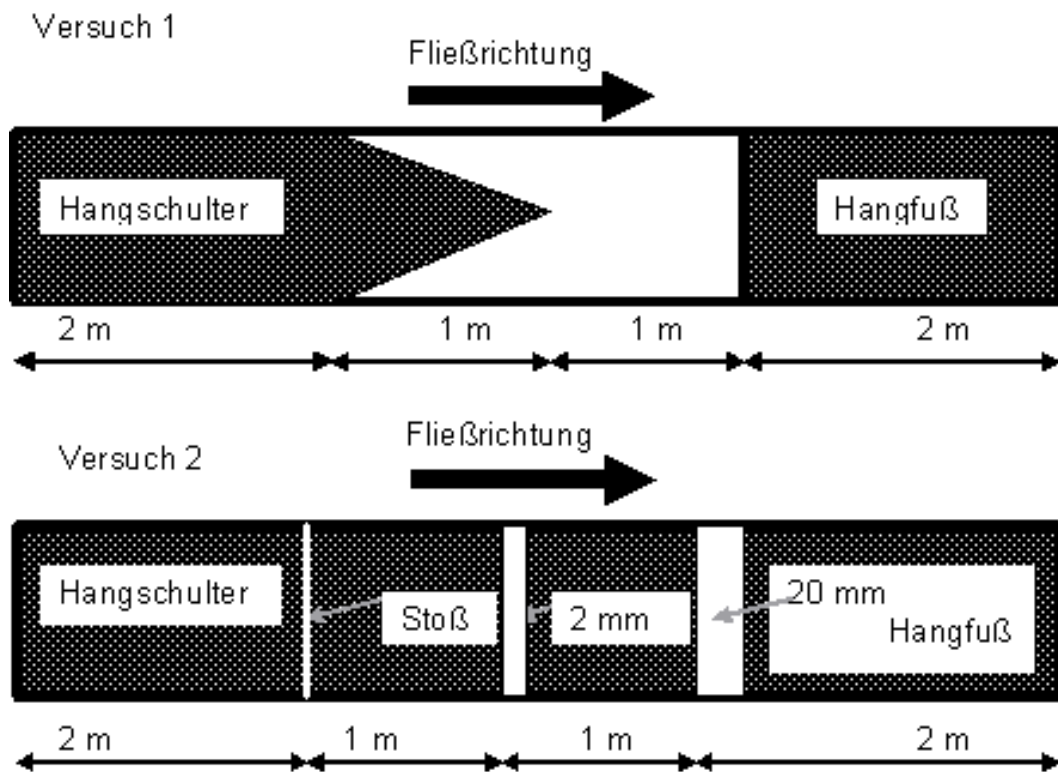 Versuch 1
Fließrichtung
Hangschulter
Hangfuß
2 m
1 m
1 m
2 m
Fließrichtung
Versuch 2
Hangschulter
Stoß
2 mm
20 mm
Hangfuß
2 m
1 m
1 m
2 m